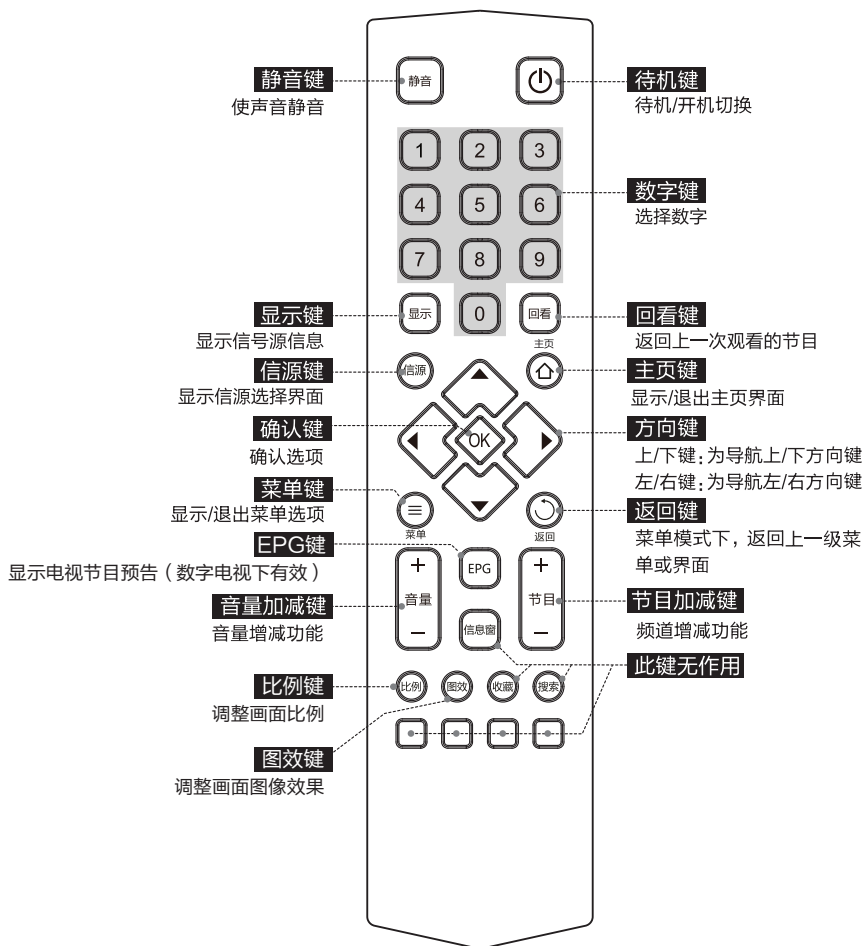 静音键
使声音静音
静音
待机键
待机/开机切换
1 2 3
4 5 6
数字键
选择数字
7 8 9
显示键
显示信号源信息
显示
0
回看
回看键
返回上一次观看的节目
主页
信源键
显示信源选择界面
信源
主页键
显示/退出主页界面
确认键
确认选项
OK
方向键
上/下键:为导航上/下方向键
左/右键:为导航左/右方向键
菜单键
显示/退出菜单选项
菜单
返回
返回键
菜单模式下,返回上一级菜
单或界面
EPG键
显示电视节目预告(数字电视下有效)
EPG
+
音量
−
+
节目
−
音量加减键
音量增减功能
节目加减键
频道增减功能
信息窗
此键无作用
比例键
调整画面比例
比例 图效 收藏 搜索
图效键
调整画面图像效果